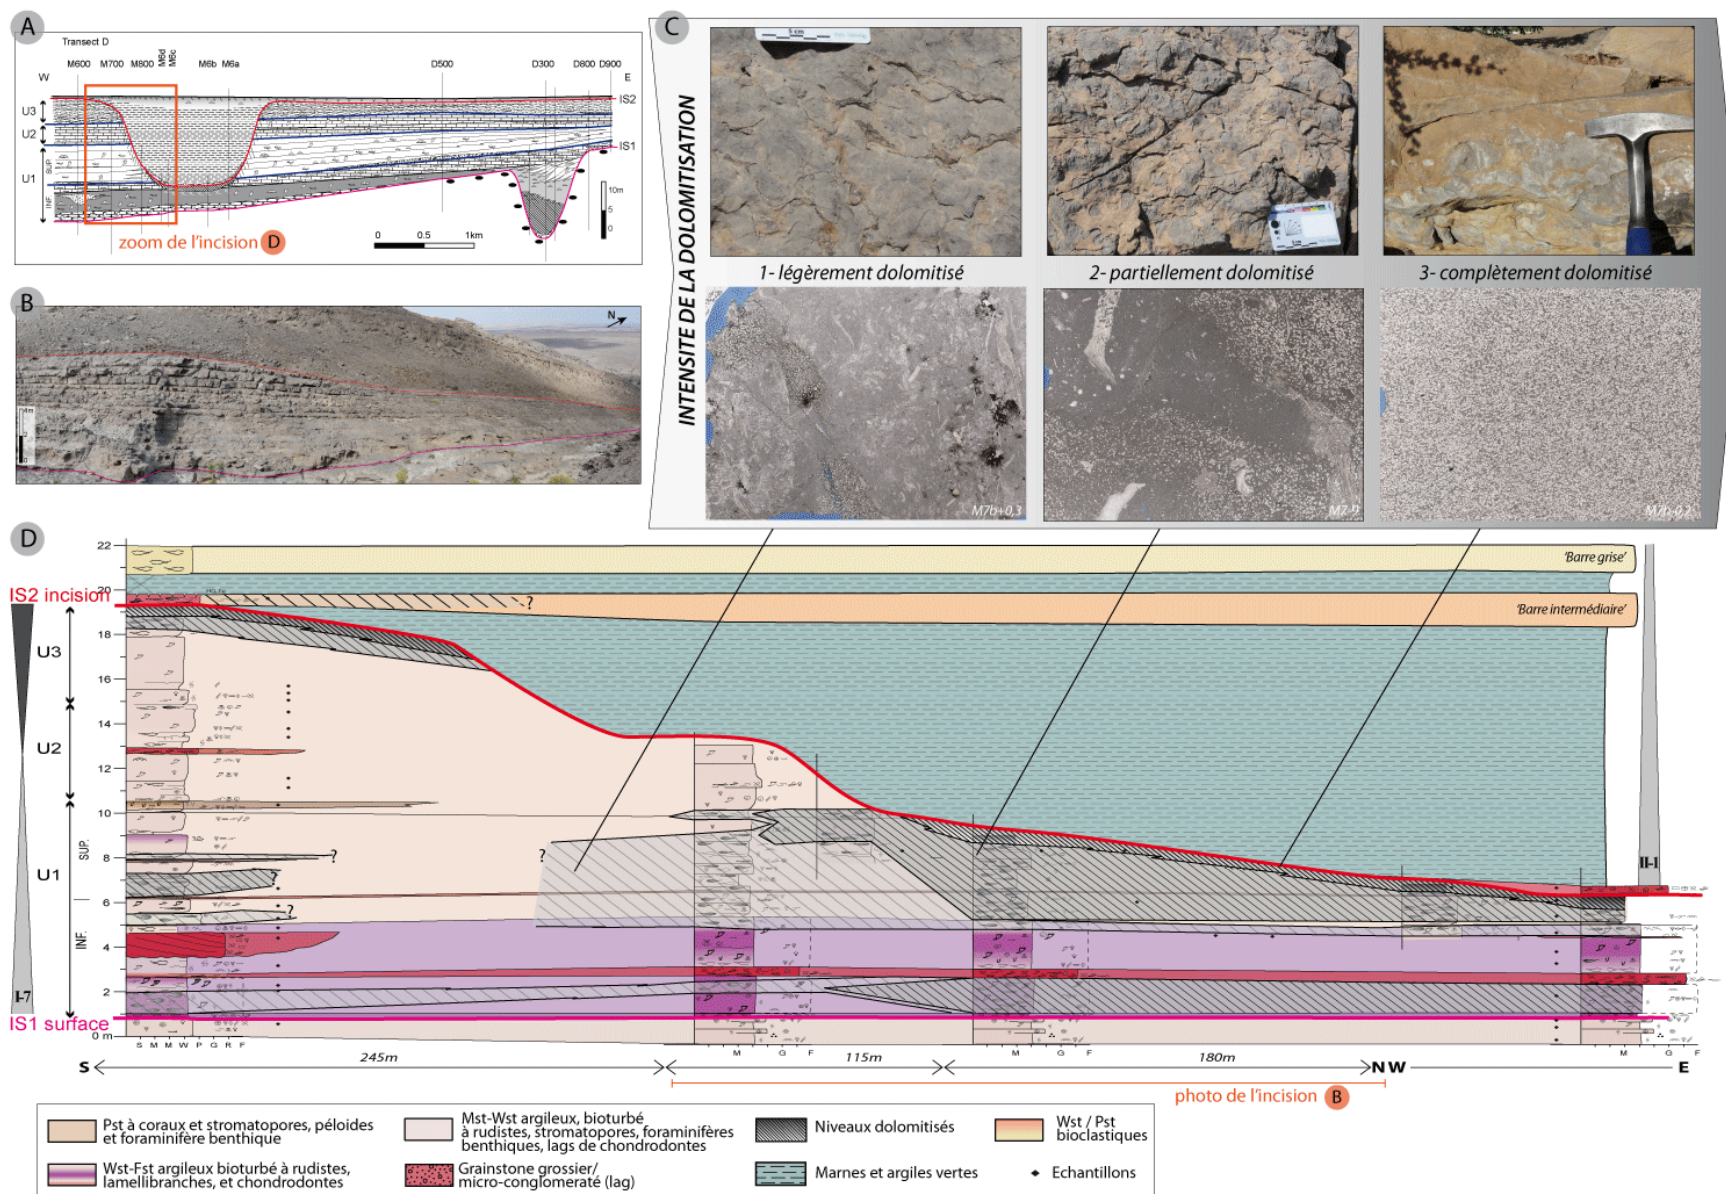 A
Transect D
M600
M700
M800
M6d
M6c
M6b
M6a
D500
D300
D800
D900
W
E
IS2
IS1
U3
U2
U1
SUP.
INF.
10m
5
0
0
0.5
1km
zoom de l'incision D
B
N
4m
0
C
INTENSITE DE LA DOLOMITISATION
5 cm
1- légèrement dolomitisé
2- partiellement dolomitisé
3- complètement dolomitisé
M7b+0,3
M7-9
D
22
20
18
16
14
12
10
8
6
4
2
0 m
IS2 incision
IS1 surface
U3
U2
U1
SUP.
INF.
I-7
II-1
'Barre grise'
'Barre intermédiaire'
?
?
?
?
?
S M M W P G R F
M G F
M G F
M G F
S
245m
115m
180m
NW
E
photo de l'incision B
Pst à coraux et stromatopores, péloides
et foraminifère benthique
Wst-Fst argileux bioturbé à rudistes,
lamellibranches, et chondrodontes
Mst-Wst argileux, bioturbé
à rudistes, stromatopores, foraminifères
benthiques, lags de chondrodontes
Grainstone grossier/
micro-conglomeraté (lag)
Niveaux dolomitisés
Marnes et argiles vertes
Wst / Pst
bioclastiques
Echantillons